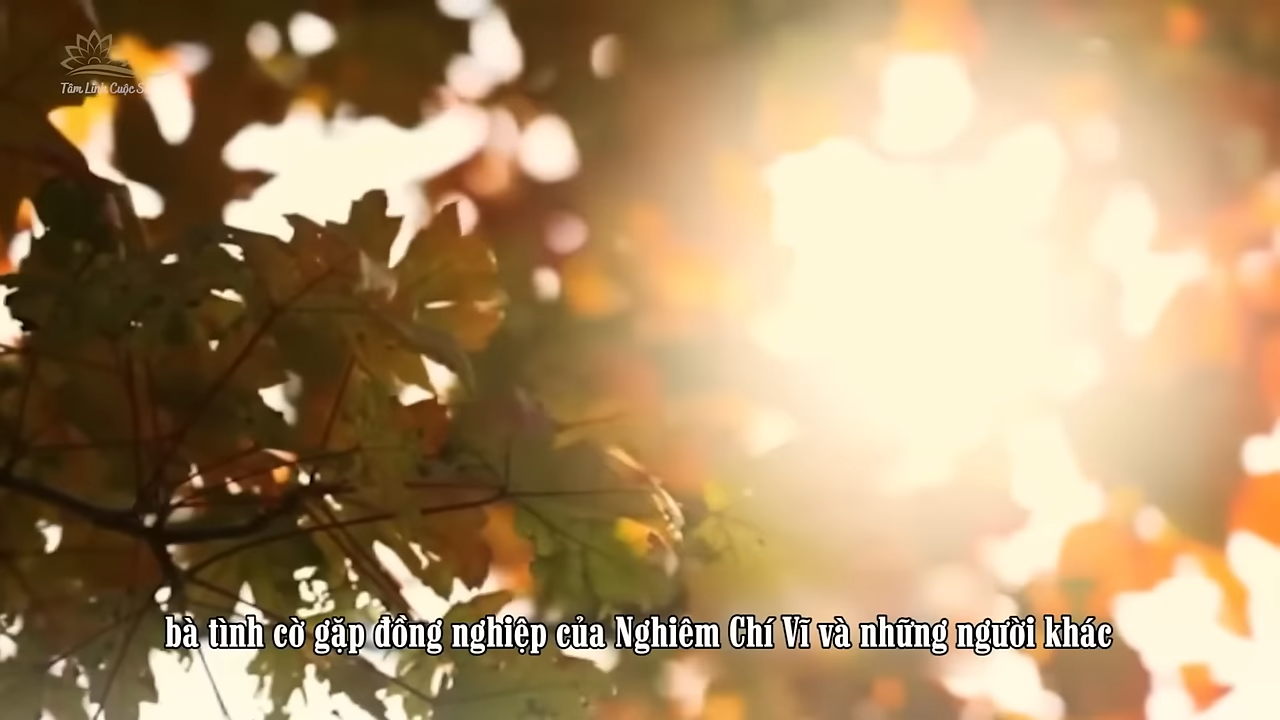 Tâm Linh Cuộc
bà tình cờ gặp đồng nghiệp của Nghiêm Chí Vĩ và những người khác